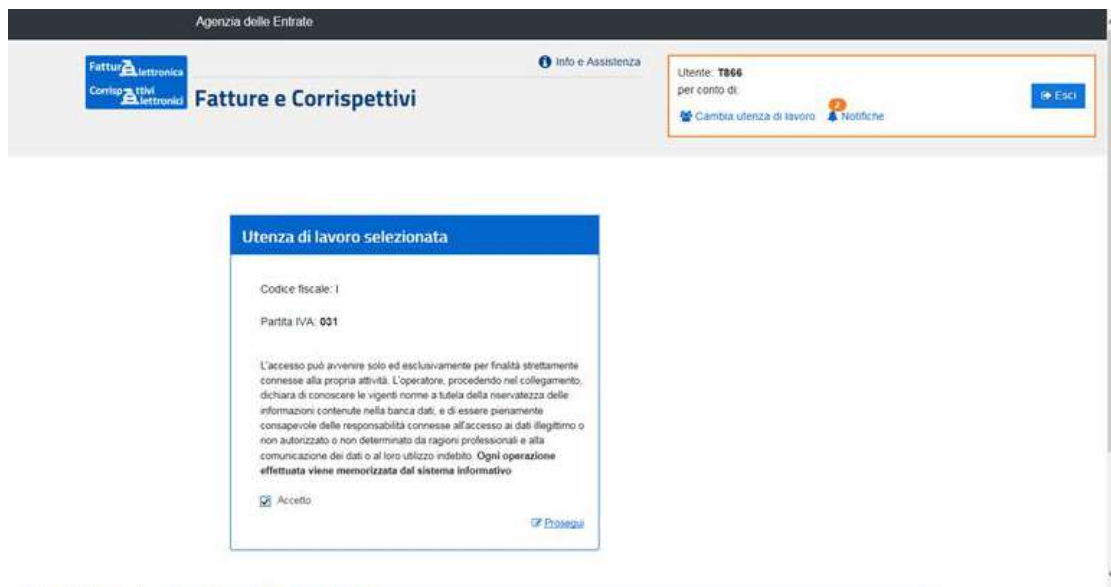 Agenzia delle Entrate
Info e Assistenza
FatturAElettronica
CorrispAttivi Elettronici
Fatture e Corrispettivi
Utente: T866
per conto di:
Cambia utenza di lavoro 2 Notifiche
Esci
Utenza di lavoro selezionata
Codice fiscale: I
Partita IVA: 031
L'accesso può avvenire solo ed esclusivamente per finalità strettamente
connesse alla propria attività. L'operatore, procedendo nel collegamento,
dichiara di conoscere le vigenti norme a tutela della riservatezza delle
informazioni contenute nella banca dati, e di essere pienamente
consapevole delle responsabilità connesse all'accesso ai dati illegittimo o
non autorizzato o non determinato da ragioni professionali e alla
comunicazione dei dati o al loro utilizzo indebito. Ogni operazione
effettuata viene memorizzata dal sistema informativo
Accetto
Prosegui